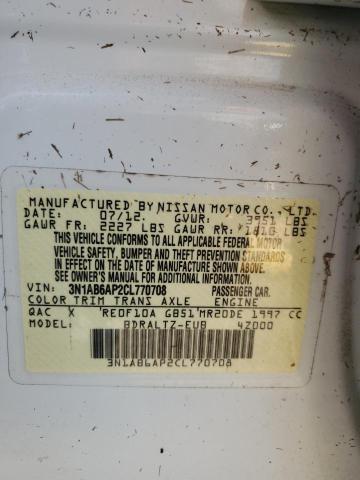 MANUFACTURED BY NISSAN MOTOR CO., LTD.
DATE: 07/12. GVWR: 3951 LBS
GAWR FR: 2227 LBS GAWR RR: 1818 LBS
THIS VEHICLE CONFORMS TO ALL APPLICABLE FEDERAL MOTOR
VEHICLE SAFETY, BUMPER AND THEFT PREVENTION STANDARDS
IN EFFECT ON THE DATE OF MANUFACTURE SHOWN ABOVE.
SEE OWNER'S MANUAL FOR ADDITIONAL INFORMATION.
VIN: 3N1AB6AP2CL770708 PASSENGER CAR.
COLOR TRIM TRANS AXLE ENGINE
QAC X REOF10A GB51 MR20DE 1997 CC
MODEL: BDRALTZ-EUB 4Z000
3N1AB6AP2CL770708